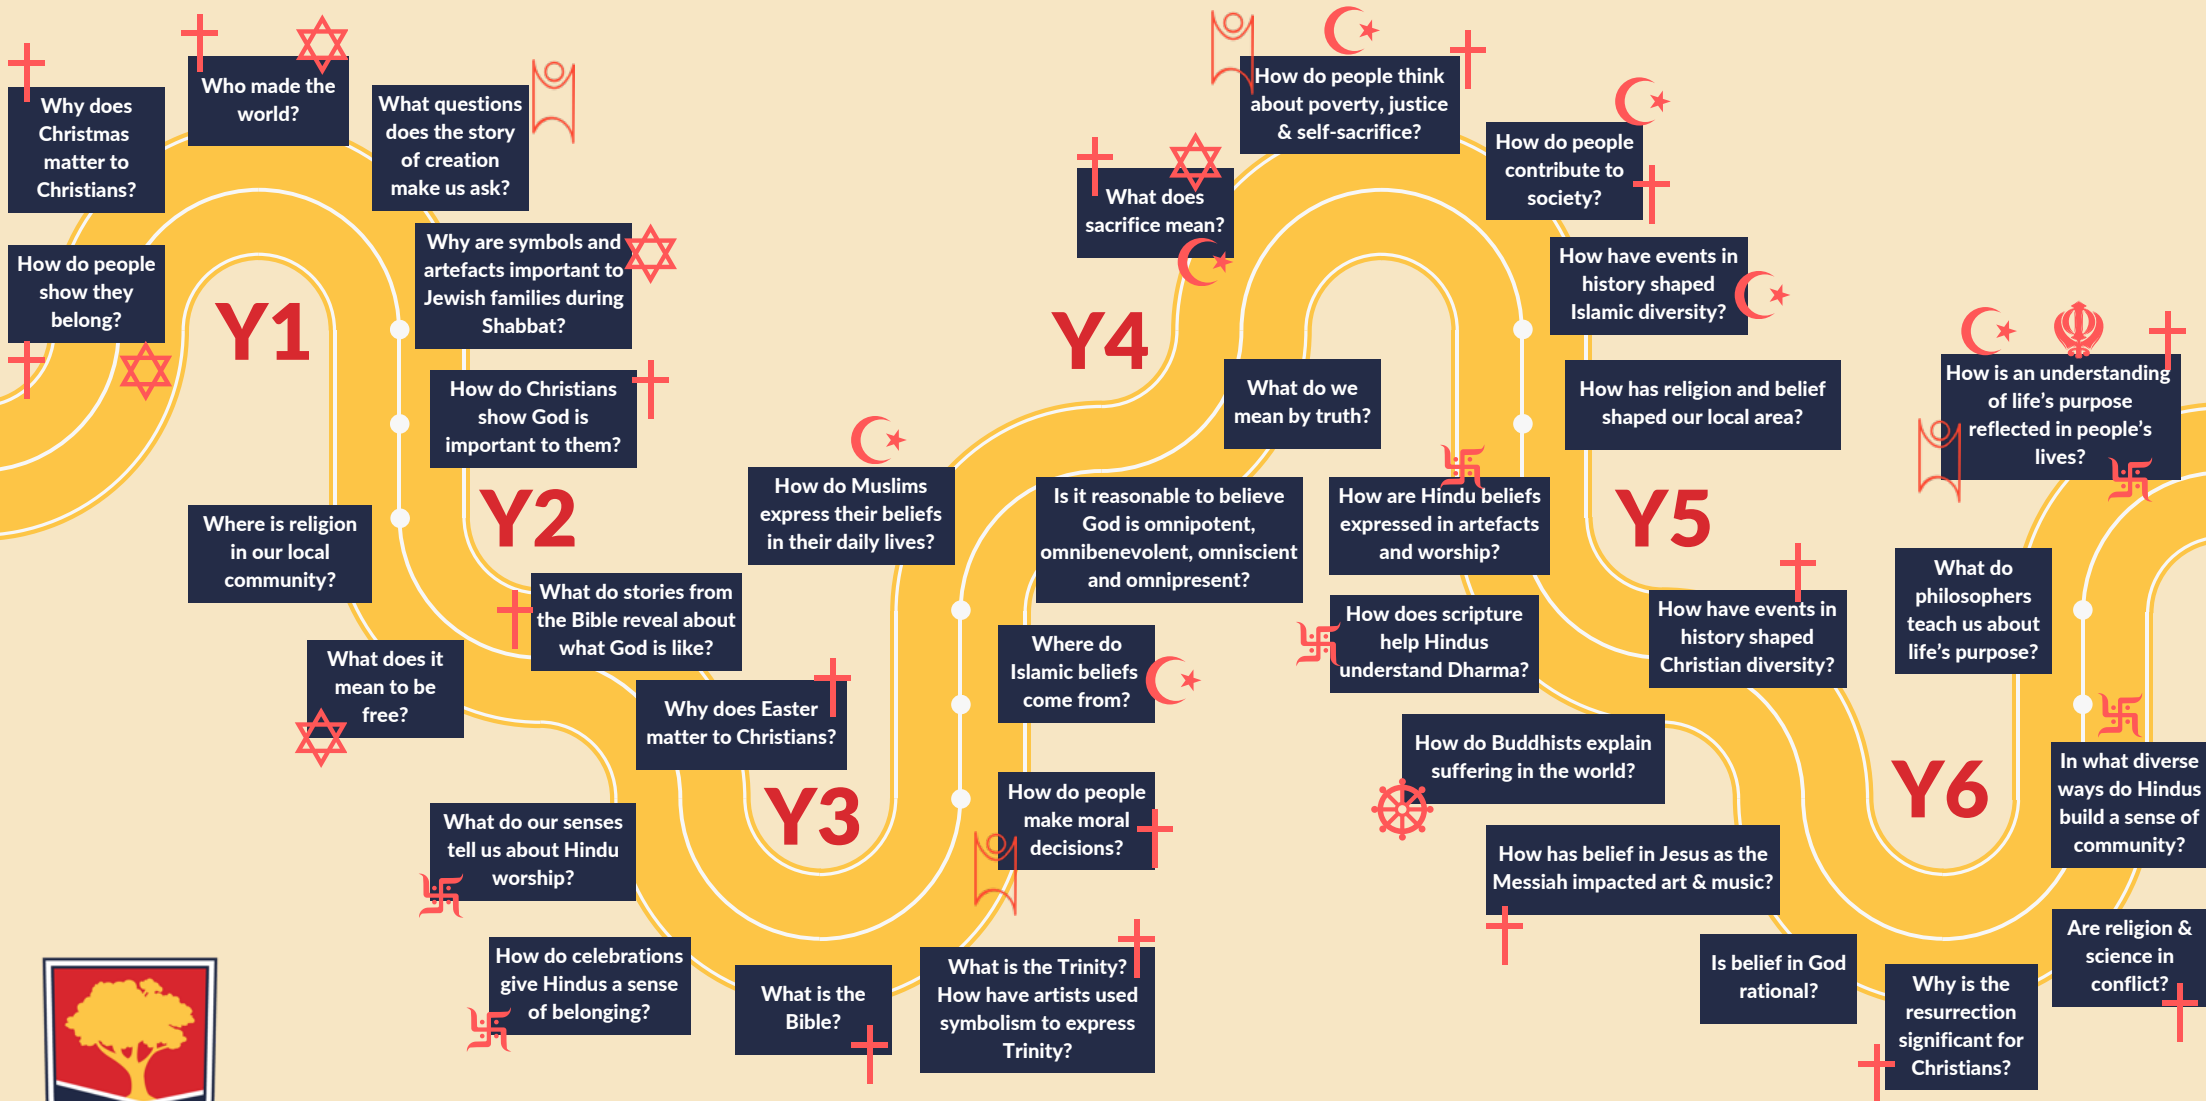 Why does
Christmas
matter to
Christians?
Who made the
world?
What questions
does the story
of creation
make us ask?
How do people
show they
belong?
Why are symbols and
artefacts important to
Jewish families during
Shabbat?
Y1
How do Christians
show God is
important to them?
Where is religion
in our local
community?
Y2
What do stories from
the Bible reveal about
what God is like?
What does it
mean to be
free?
Why does Easter
matter to Christians?
What do our senses
tell us about Hindu
worship?
Y3
How do celebrations
give Hindus a sense
of belonging?
What is the
Bible?
What is the Trinity?
How have artists used
symbolism to express
Trinity?
How do people
make moral
decisions?
Where do
Islamic beliefs
come from?
How do Muslims
express their beliefs
in their daily lives?
Is it reasonable to believe
God is omnipotent,
omnibenevolent, omniscient
and omnipresent?
Y4
What do we
mean by truth?
What does
sacrifice mean?
How do people think
about poverty, justice
& self-sacrifice?
How do people
contribute to
society?
How have events in
history shaped
Islamic diversity?
How has religion and belief
shaped our local area?
How are Hindu beliefs
expressed in artefacts
and worship?
Y5
How does scripture
help Hindus
understand Dharma?
How have events in
history shaped
Christian diversity?
How do Buddhists explain
suffering in the world?
How has belief in Jesus as the
Messiah impacted art & music?
Y6
Is belief in God
rational?
Why is the
resurrection
significant for
Christians?
Are religion &
science in
conflict?
In what diverse
ways do Hindus
build a sense of
community?
What do
philosophers
teach us about
life's purpose?
How is an understanding
of life's purpose
reflected in people's
lives?